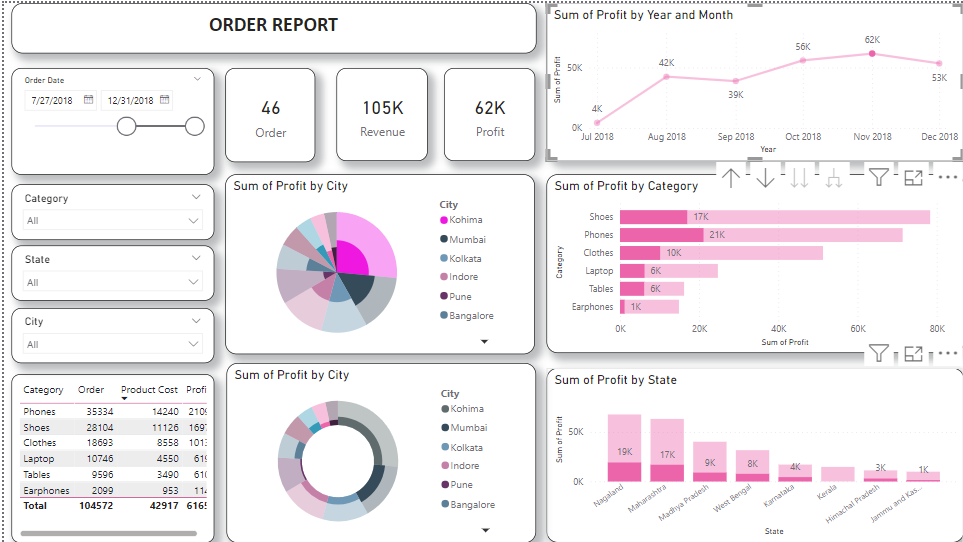 ORDER REPORT
Order Date
7/27/2018
12/31/2018
46
Order
105K
Revenue
62K
Profit
Category
All
State
All
City
All
Category Order Product Cost Profi
Phones 35334 14240 2109
Shoes 28104 11126 1697
Clothes 18693 8558 1013
Laptop 10746 4550 619
Tables 9596 3490 610
Earphones 2099 953 114
Total 104572 42917 6165
Sum of Profit by City
City
Kohima
Mumbai
Kolkata
Indore
Pune
Bangalore
Sum of Profit by City
City
Kohima
Mumbai
Kolkata
Indore
Pune
Bangalore
Sum of Profit by Year and Month
Sum of Profit
50K
0K
4K
42K
39K
56K
62K
53K
Jul 2018 Aug 2018 Sep 2018 Oct 2018 Nov 2018 Dec 2018
Year
Sum of Profit by Category
Category
Shoes 17K
Phones 21K
Clothes 10K
Laptop 6K
Tables 6K
Earphones 1K
0K 20K 40K 60K 80K
Sum of Profit
Sum of Profit by State
Sum of Profit
50K
0K
19K 17K 9K 8K 4K 3K 1K
Nagaland Maharashtra Madhya Pradesh West Bengal Karnataka Kerala Himachal Pradesh Jammu and Kas...
State